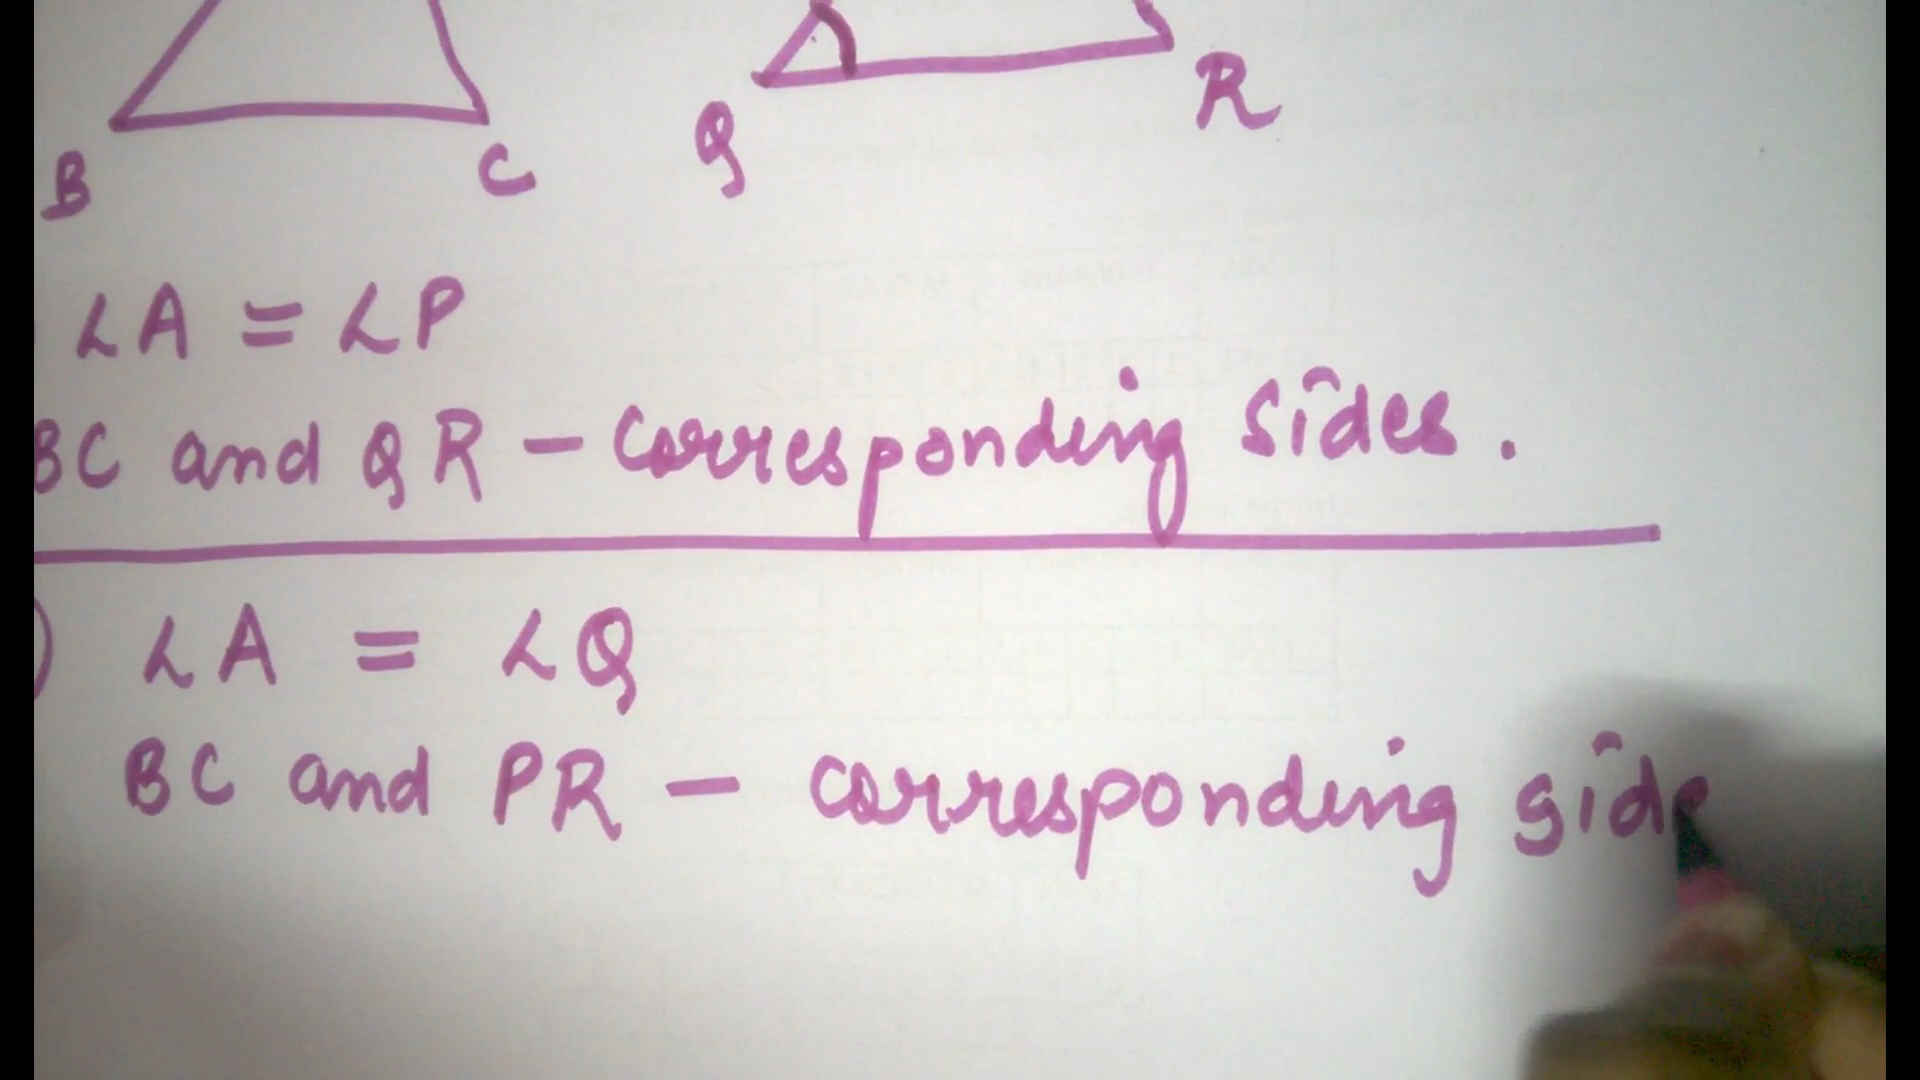 B C Q R
∠A = ∠P
BC and QR - corresponding sides.
) ∠A = ∠Q
BC and PR - corresponding side